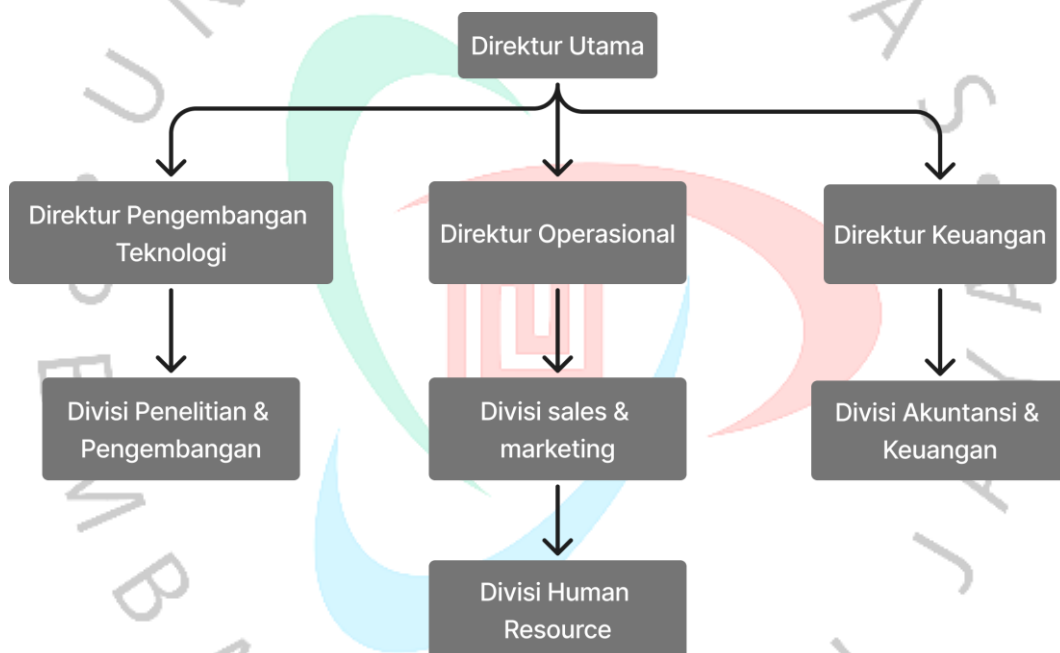 Direktur Utama
Direktur Pengembangan
Teknologi
Direktur Operasional
Direktur Keuangan
Divisi Penelitian &
Pengembangan
Divisi sales &
marketing
Divisi Akuntansi &
Keuangan
Divisi Human
Resource